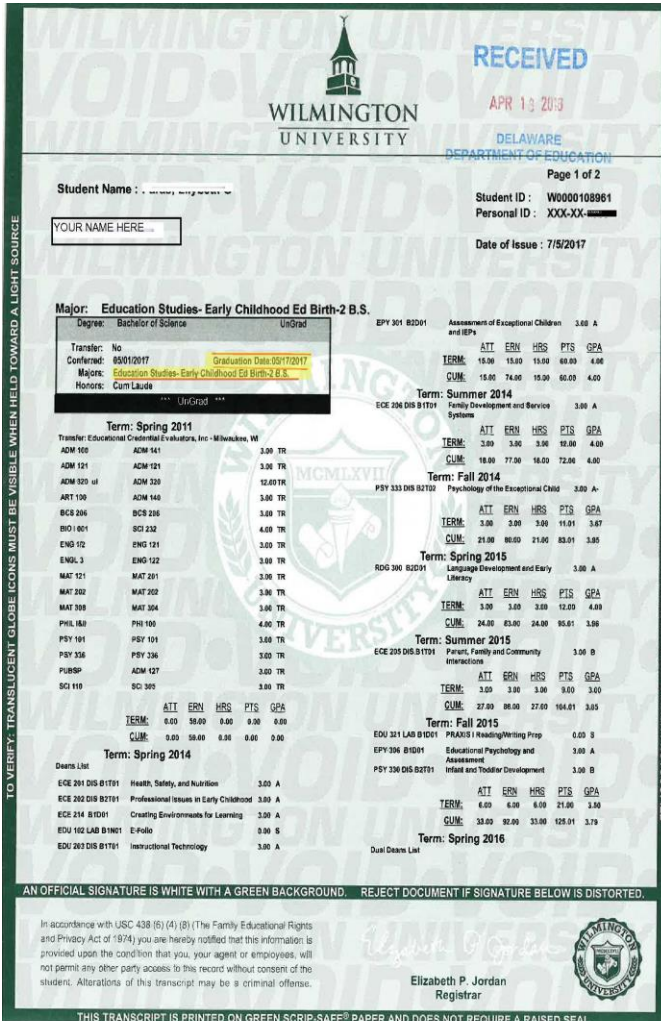 WILMINGTON
UNIVERSITY
RECEIVED
APR 18 2018
DELAWARE
DEPARTMENT OF EDUCATION
Page 1 of 2
Student Name :
Student ID : W0000108961
Personal ID : XXX-XX-
YOUR NAME HERE
Date of Issue : 7/5/2017
TO VERIFY: TRANSLUCENT GLOBE ICONS MUST BE VISIBLE WHEN HELD TOWARD A LIGHT SOURCE
Major: Education Studies- Early Childhood Ed Birth-2 B.S.
Degree: Bachelor of Science UnGrad
Transfer: No
Conferred: 05/01/2017 Graduation Date:05/17/2017
Majors: Education Studies- Early Childhood Ed Birth-2 B.S.
Honors: Cum Laude
*** UnGrad ***
Term: Spring 2011
Transfer: Educational Credential Evaluators, Inc - Milwaukee, WI
ADM 100 ADM 141 3.00 TR
ADM 121 ADM 121 3.00 TR
ADM 320 ul ADM 320 12.00 TR
ART 100 ADM 140 3.00 TR
BCS 206 BCS 206 3.00 TR
BIO I 001 SCI 232 4.00 TR
ENG 1/2 ENG 121 3.00 TR
ENGL 3 ENG 122 3.00 TR
MAT 121 MAT 201 3.00 TR
MAT 202 MAT 202 3.00 TR
MAT 308 MAT 304 3.00 TR
PHIL I&II PHI 100 4.00 TR
PSY 101 PSY 101 3.00 TR
PSY 336 PSY 336 3.00 TR
PUBSP ADM 127 3.00 TR
SCI 110 SCI 305 3.00 TR
ATT ERN HRS PTS GPA
TERM: 0.00 59.00 0.00 0.00 0.00
CUM: 0.00 59.00 0.00 0.00 0.00
Term: Spring 2014
Deans List
ECE 201 DIS B1T01 Health, Safety, and Nutrition 3.00 A
ECE 202 DIS B2T01 Professional Issues in Early Childhood 3.00 A
ECE 214 B1D01 Creating Environments for Learning 3.00 A
EDU 102 LAB B1N01 E-Folio 0.00 S
EDU 203 DIS B1T01 Instructional Technology 3.00 A
EPY 301 B2D01 Assessment of Exceptional Children 3.00 A
and IEPs
ATT ERN HRS PTS GPA
TERM: 15.00 15.00 15.00 60.00 4.00
CUM: 15.00 74.00 15.00 60.00 4.00
Term: Summer 2014
ECE 206 DIS B1T01 Family Development and Service 3.00 A
Systems
ATT ERN HRS PTS GPA
TERM: 3.00 3.00 3.00 12.00 4.00
CUM: 18.00 77.00 18.00 72.00 4.00
Term: Fall 2014
PSY 333 DIS B2T02 Psychology of the Exceptional Child 3.00 A-
ATT ERN HRS PTS GPA
TERM: 3.00 3.00 3.00 11.01 3.67
CUM: 21.00 80.00 21.00 83.01 3.95
Term: Spring 2015
RDG 300 B2D01 Language Development and Early 3.00 A
Literacy
ATT ERN HRS PTS GPA
TERM: 3.00 3.00 3.00 12.00 4.00
CUM: 24.00 83.00 24.00 95.01 3.96
Term: Summer 2015
ECE 205 DIS B1T01 Parent, Family and Community 3.00 B
Interactions
ATT ERN HRS PTS GPA
TERM: 3.00 3.00 3.00 9.00 3.00
CUM: 27.00 86.00 27.00 104.01 3.85
Term: Fall 2015
EDU 321 LAB B1D01 PRAXIS I Reading/Writing Prep 0.00 S
EPY 306 B1D01 Educational Psychology and 3.00 A
Assessment
PSY 330 DIS B2T01 Infant and Toddler Development 3.00 B
ATT ERN HRS PTS GPA
TERM: 6.00 6.00 6.00 21.00 3.50
CUM: 33.00 92.00 33.00 125.01 3.79
Term: Spring 2016
Dual Deans List
MCMLXVII
AN OFFICIAL SIGNATURE IS WHITE WITH A GREEN BACKGROUND. REJECT DOCUMENT IF SIGNATURE BELOW IS DISTORTED.
In accordance with USC 438 (6) (4) (8) (The Family Educational Rights
and Privacy Act of 1974) you are hereby notified that this information is
provided upon the condition that you, your agent or employees, will
not permit any other party access to this record without consent of the
student. Alterations of this transcript may be a criminal offense.
Elizabeth P Jordan
Elizabeth P. Jordan
Registrar
WILMINGTON
UNIVERSITY
THIS TRANSCRIPT IS PRINTED ON GREEN SCRIP-SAFE® PAPER AND DOES NOT REQUIRE A RAISED SEAL